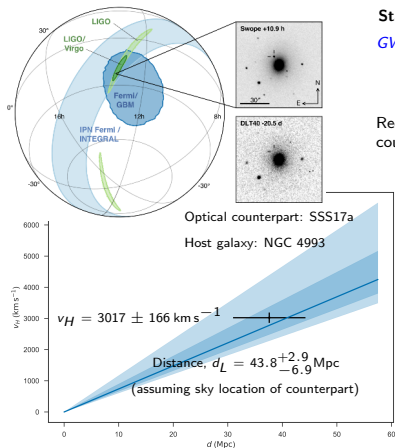 LIGO
30°
LIGO/
Virgo
16h
12h
8h
0°
Fermi/
GBM
IPN Fermi /
INTEGRAL
-30°
-30°
Swope +10.9 h
N
E
30"
DLT40 -20.5 d
St
GW
Re
cou
Optical counterpart: SSS17a
Host galaxy: NGC 4993
v_H = 3017 ± 166 km s^−1
Distance, d_L = 43.8^{+2.9}_{−6.9} Mpc
(assuming sky location of counterpart)
v_H (km s^−1)
6000
5000
4000
3000
2000
1000
0
0 10 20 30 40 50 60
d (Mpc)